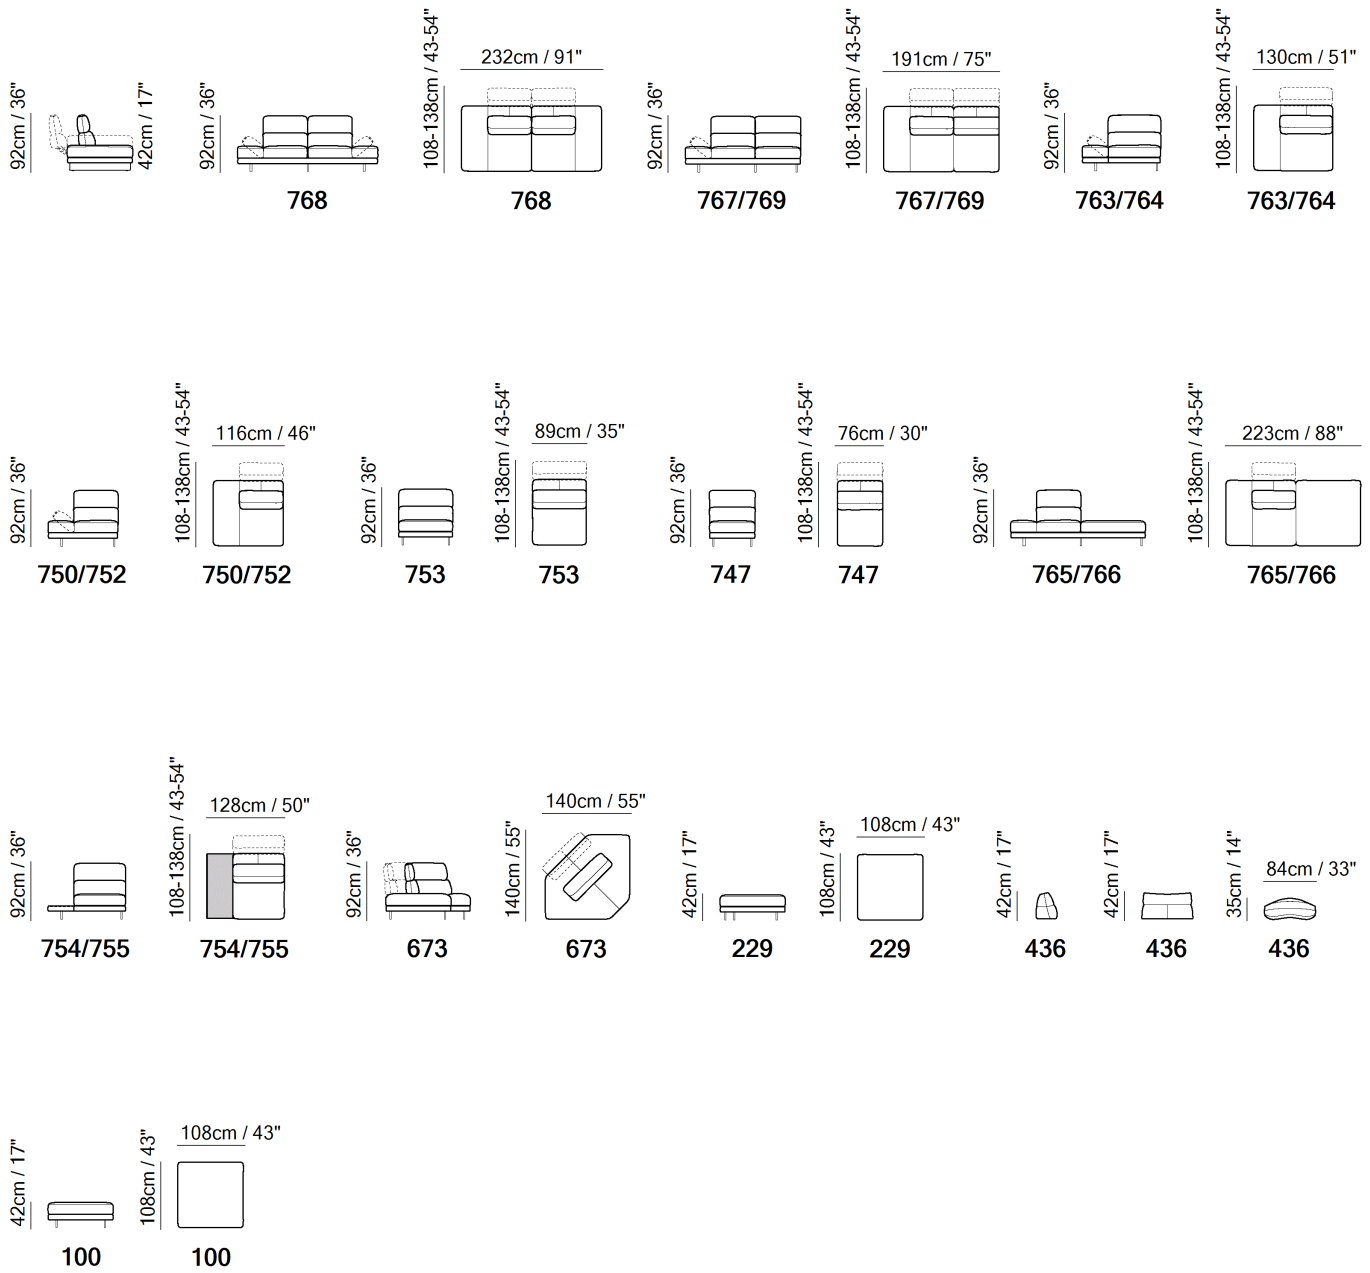 92cm / 36"
42cm / 17"
92cm / 36"
768
108-138cm / 43-54"
232cm / 91"
768
92cm / 36"
767/769
108-138cm / 43-54"
191cm / 75"
767/769
92cm / 36"
763/764
108-138cm / 43-54"
130cm / 51"
763/764
92cm / 36"
750/752
108-138cm / 43-54"
116cm / 46"
750/752
92cm / 36"
753
108-138cm / 43-54"
89cm / 35"
753
92cm / 36"
747
108-138cm / 43-54"
76cm / 30"
747
92cm / 36"
765/766
108-138cm / 43-54"
223cm / 88"
765/766
92cm / 36"
754/755
108-138cm / 43-54"
128cm / 50"
754/755
92cm / 36"
673
140cm / 55"
140cm / 55"
673
42cm / 17"
229
108cm / 43"
108cm / 43"
229
42cm / 17"
436
42cm / 17"
436
35cm / 14"
84cm / 33"
436
42cm / 17"
100
108cm / 43"
108cm / 43"
100